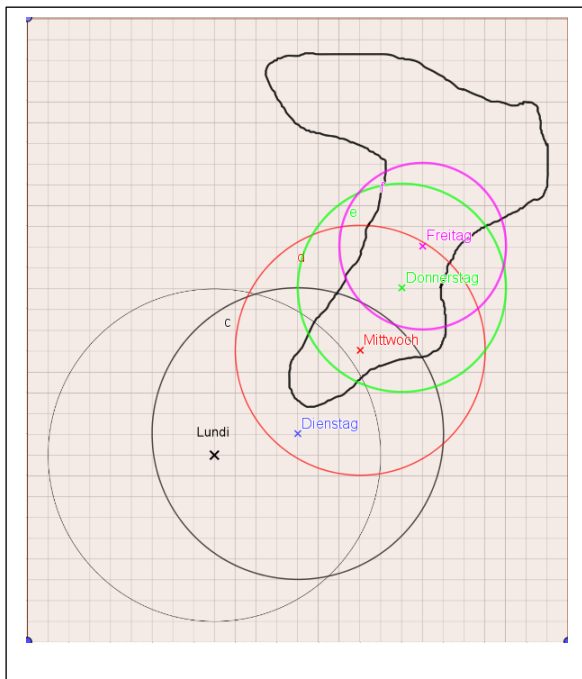 f
e
Freitag
d
Donnerstag
c
Mittwoch
Dienstag
Lundi